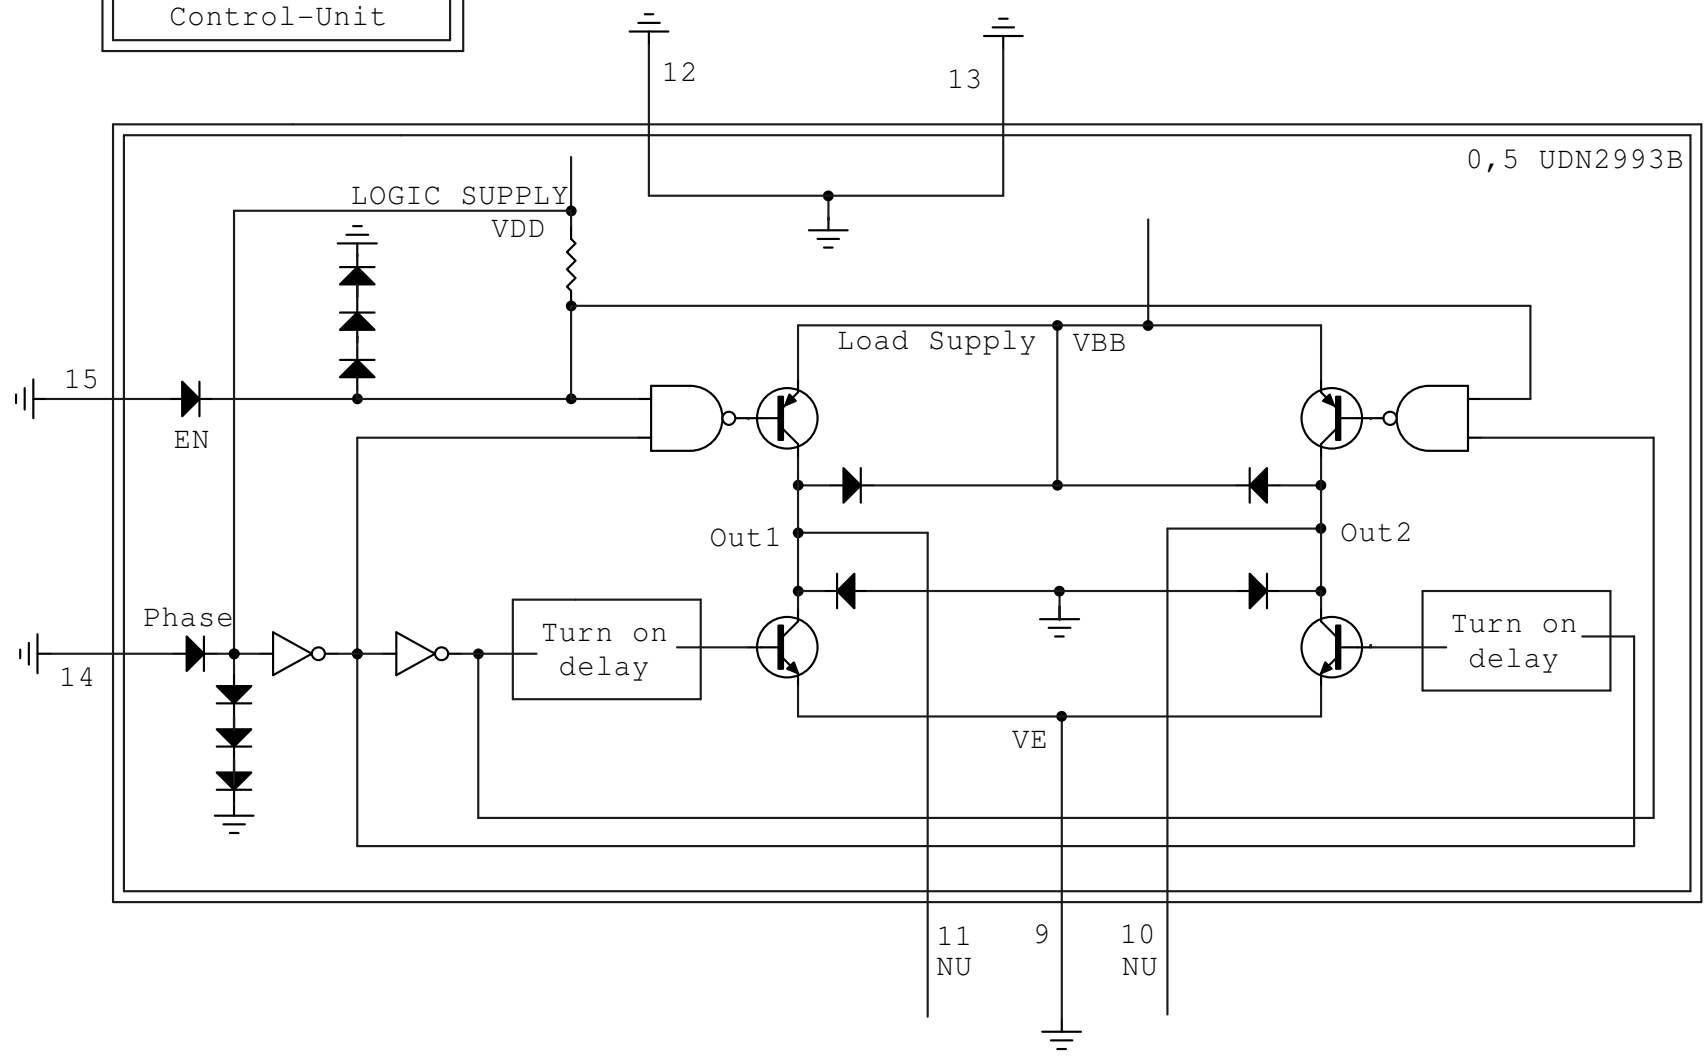 Control-Unit
12
13
0,5 UDN2993B
LOGIC SUPPLY
VDD
Load Supply
VBB
15
EN
Out1
Out2
Phase
14
Turn on
delay
Turn on
delay
VE
11
NU
9
10
NU